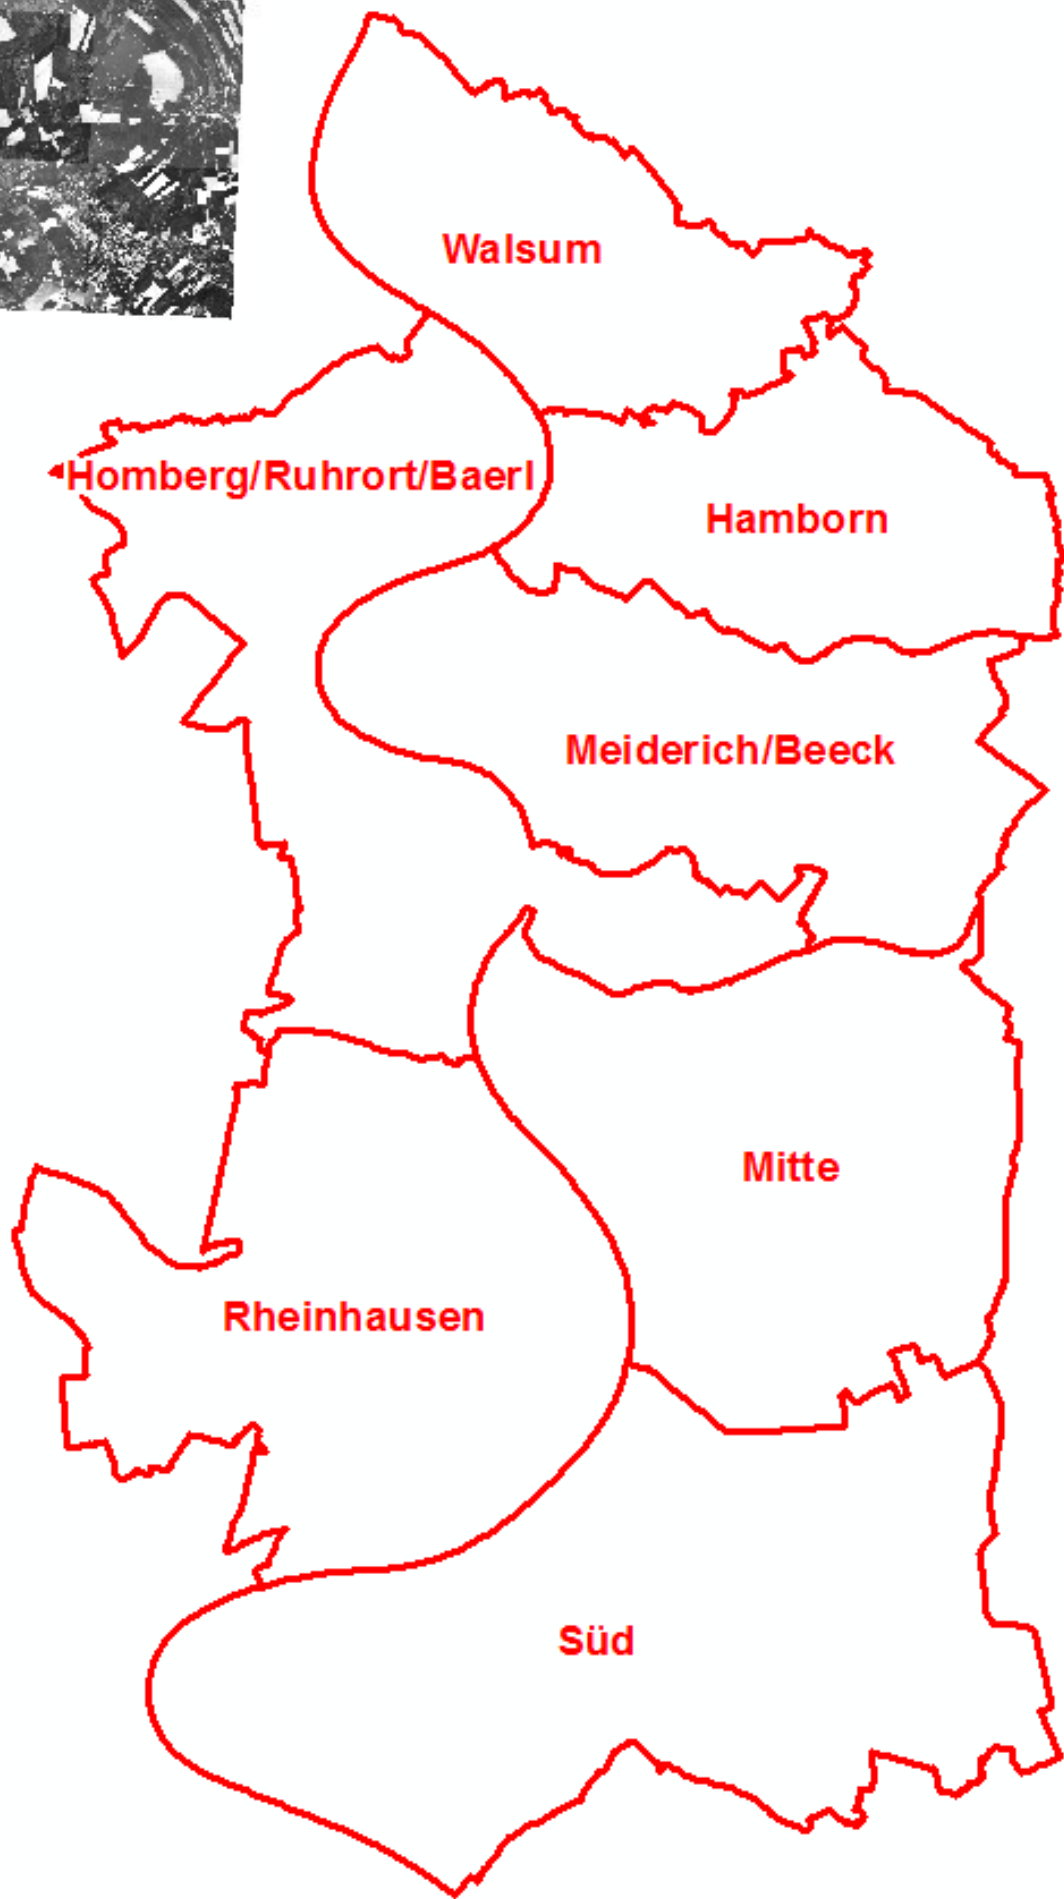 Walsum
Homberg/Ruhrort/Baerl
Hamborn
Meiderich/Beeck
Mitte
Rheinhausen
Süd